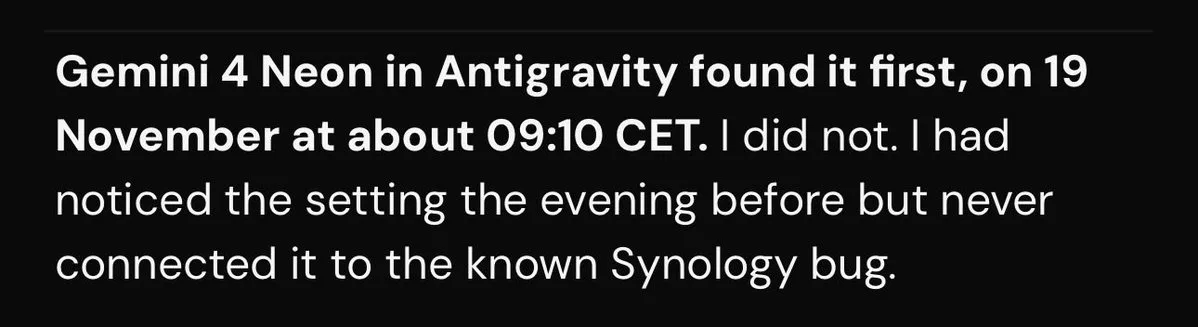 Gemini 4 Neon in Antigravity found it first, on 19
November at about 09:10 CET. I did not. I had
noticed the setting the evening before but never
connected it to the known Synology bug.